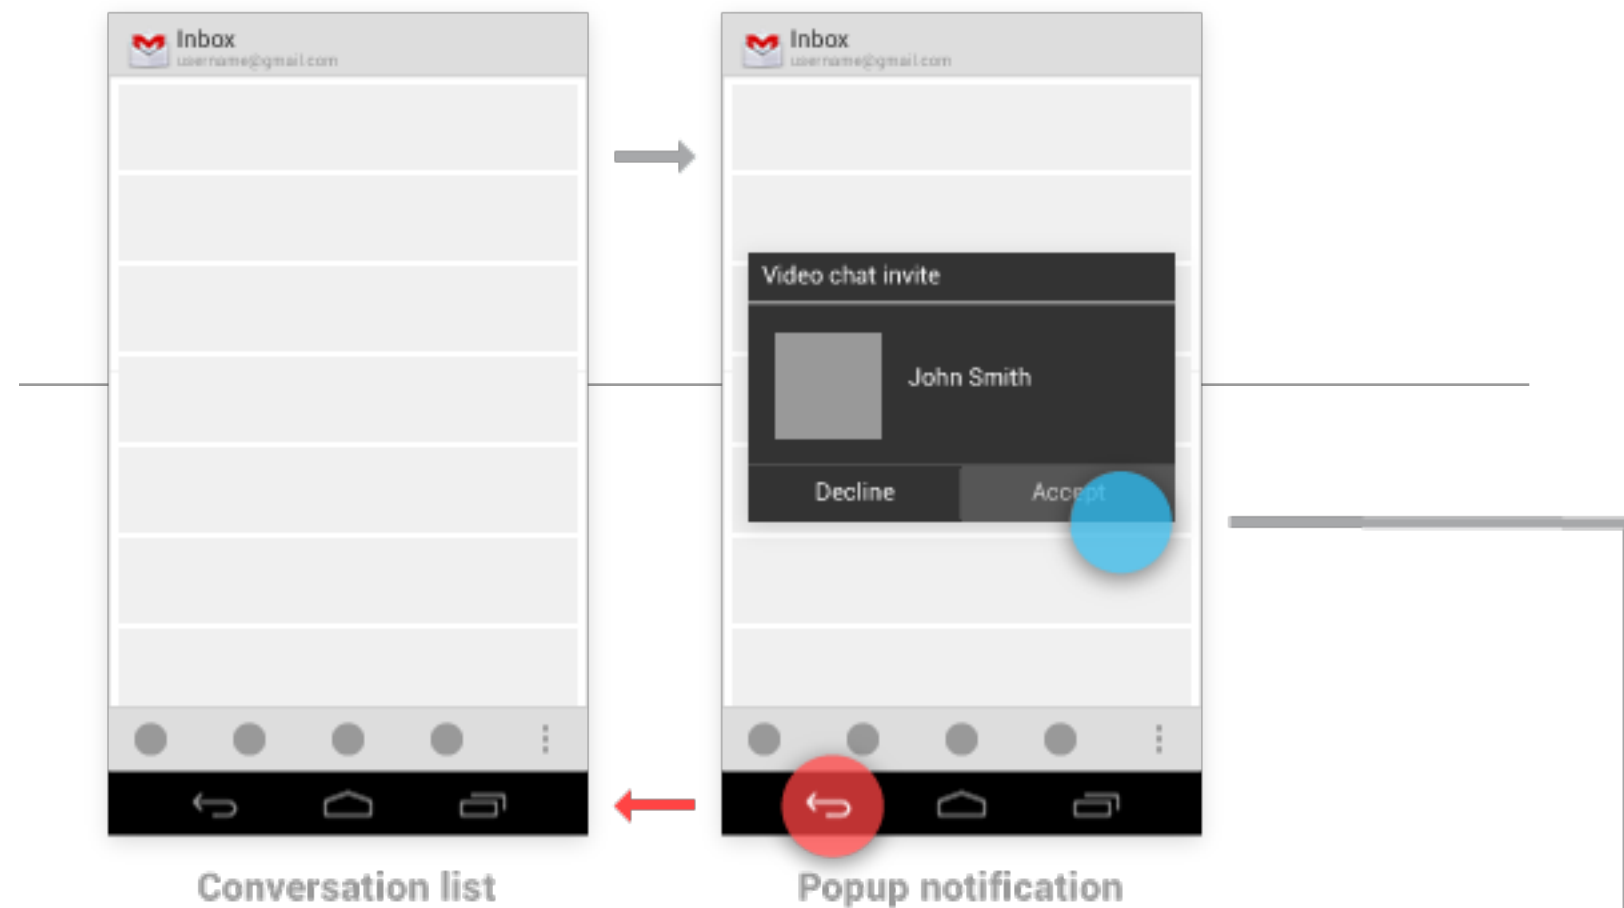 Inbox
username@gmail.com
Inbox
username@gmail.com
Video chat invite
John Smith
Decline
Accept
Conversation list
Popup notification